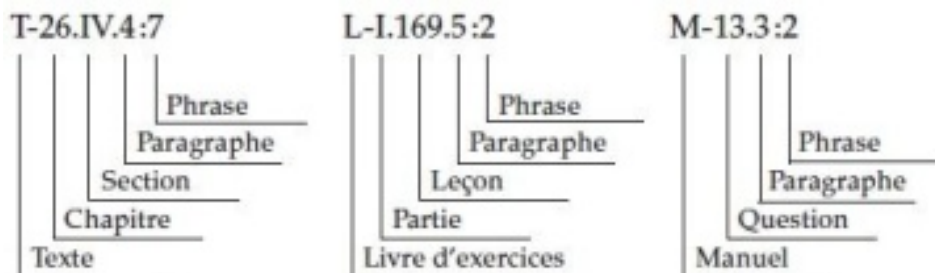 T-26.IV.4:7 L-I.169.5:2 M-13.3:2
Phrase Phrase Phrase
Paragraphe Paragraphe Paragraphe
Section Leçon Question
Chapitre Partie Manuel
Texte Livre d'exercices